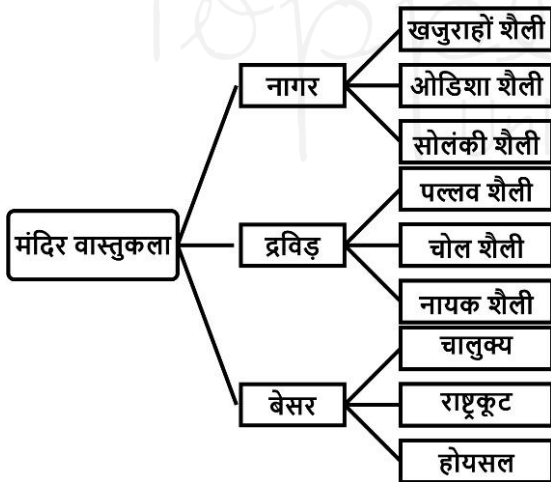 खजुराहों शैली
नागर
ओडिशा शैली
सोलंकी शैली
पल्लव शैली
मंदिर वास्तुकला
द्रविड़
चोल शैली
नायक शैली
चालुक्य
बेसर
राष्ट्रकूट
होयसल